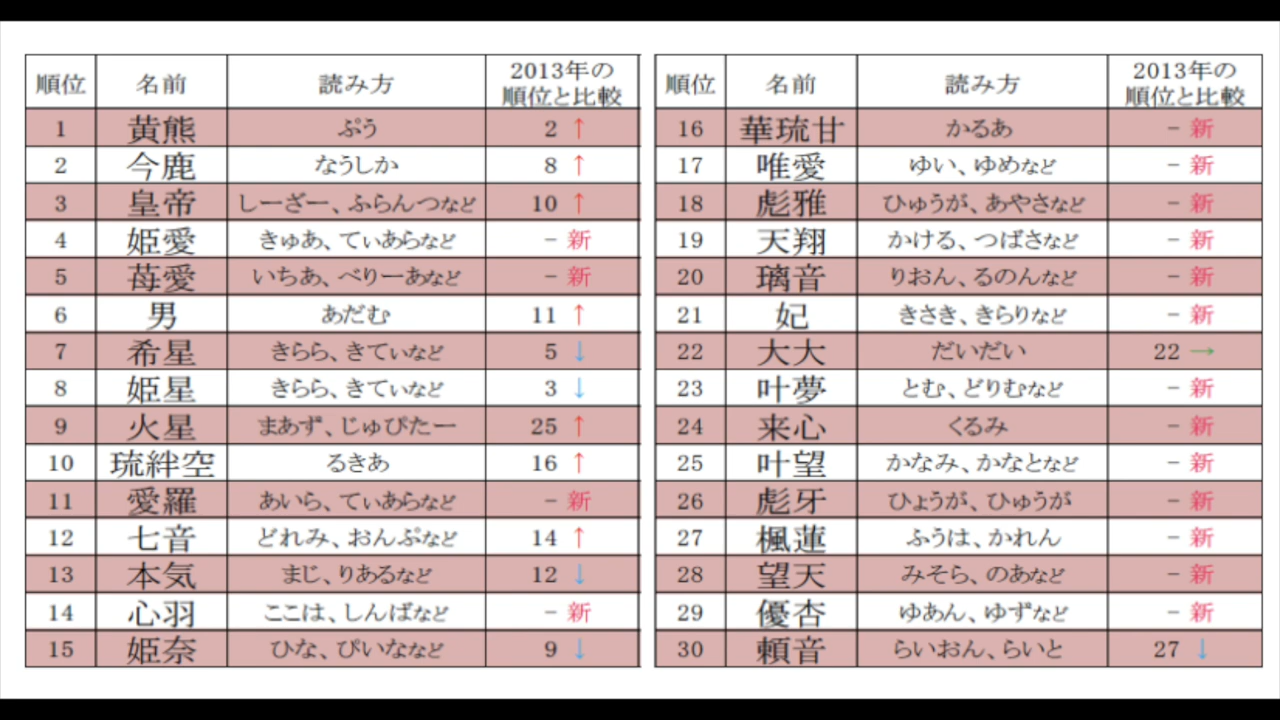 順位 名前 読み方 2013年の順位と比較
1 黄熊 ぷう 2 ↑
2 今鹿 なうしか 8 ↑
3 皇帝 しーざー、ふらんつなど 10 ↑
4 姫愛 きゅあ、てぃあらなど － 新
5 苺愛 いちあ、べりーあなど － 新
6 男 あだむ 11 ↑
7 希星 きらら、きてぃなど 5 ↓
8 姫星 きらら、きてぃなど 3 ↓
9 火星 まあず、じゅぴたー 25 ↑
10 琉絆空 るきあ 16 ↑
11 愛羅 あいら、てぃあらなど － 新
12 七音 どれみ、おんぷなど 14 ↑
13 本気 まじ、りあるなど 12 ↓
14 心羽 ここは、しんばなど － 新
15 姫奈 ひな、ぴぃななど 9 ↓
順位 名前 読み方 2013年の順位と比較
16 華琉甘 かるあ － 新
17 唯愛 ゆい、ゆめなど － 新
18 彪雅 ひゅうが、あやさなど － 新
19 天翔 かける、つばさなど － 新
20 璃音 りおん、るのんなど － 新
21 妃 きさき、きらりなど － 新
22 大大 だいだい 22 →
23 叶夢 とむ、どりむなど － 新
24 来心 くるみ － 新
25 叶望 かなみ、かなとなど － 新
26 彪牙 ひょうが、ひゅうが － 新
27 楓蓮 ふうは、かれん － 新
28 望天 みそら、のあなど － 新
29 優杏 ゆあん、ゆずなど － 新
30 頼音 らいおん、らいと 27 ↓